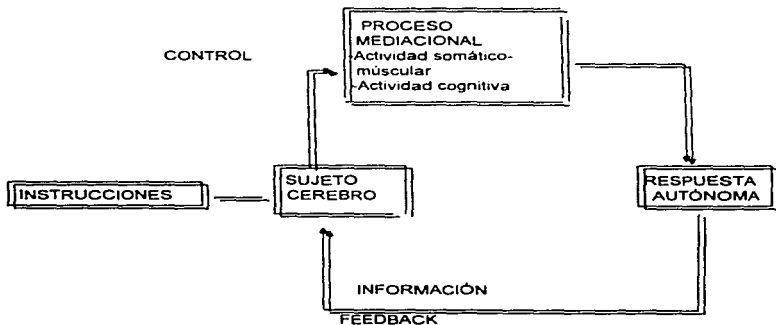 PROCESO
MEDIACIONAL
-Actividad somático-
múscular
-Actividad cognitiva
CONTROL
INSTRUCCIONES
SUJETO
CEREBRO
RESPUESTA
AUTÓNOMA
INFORMACIÓN
FEEDBACK